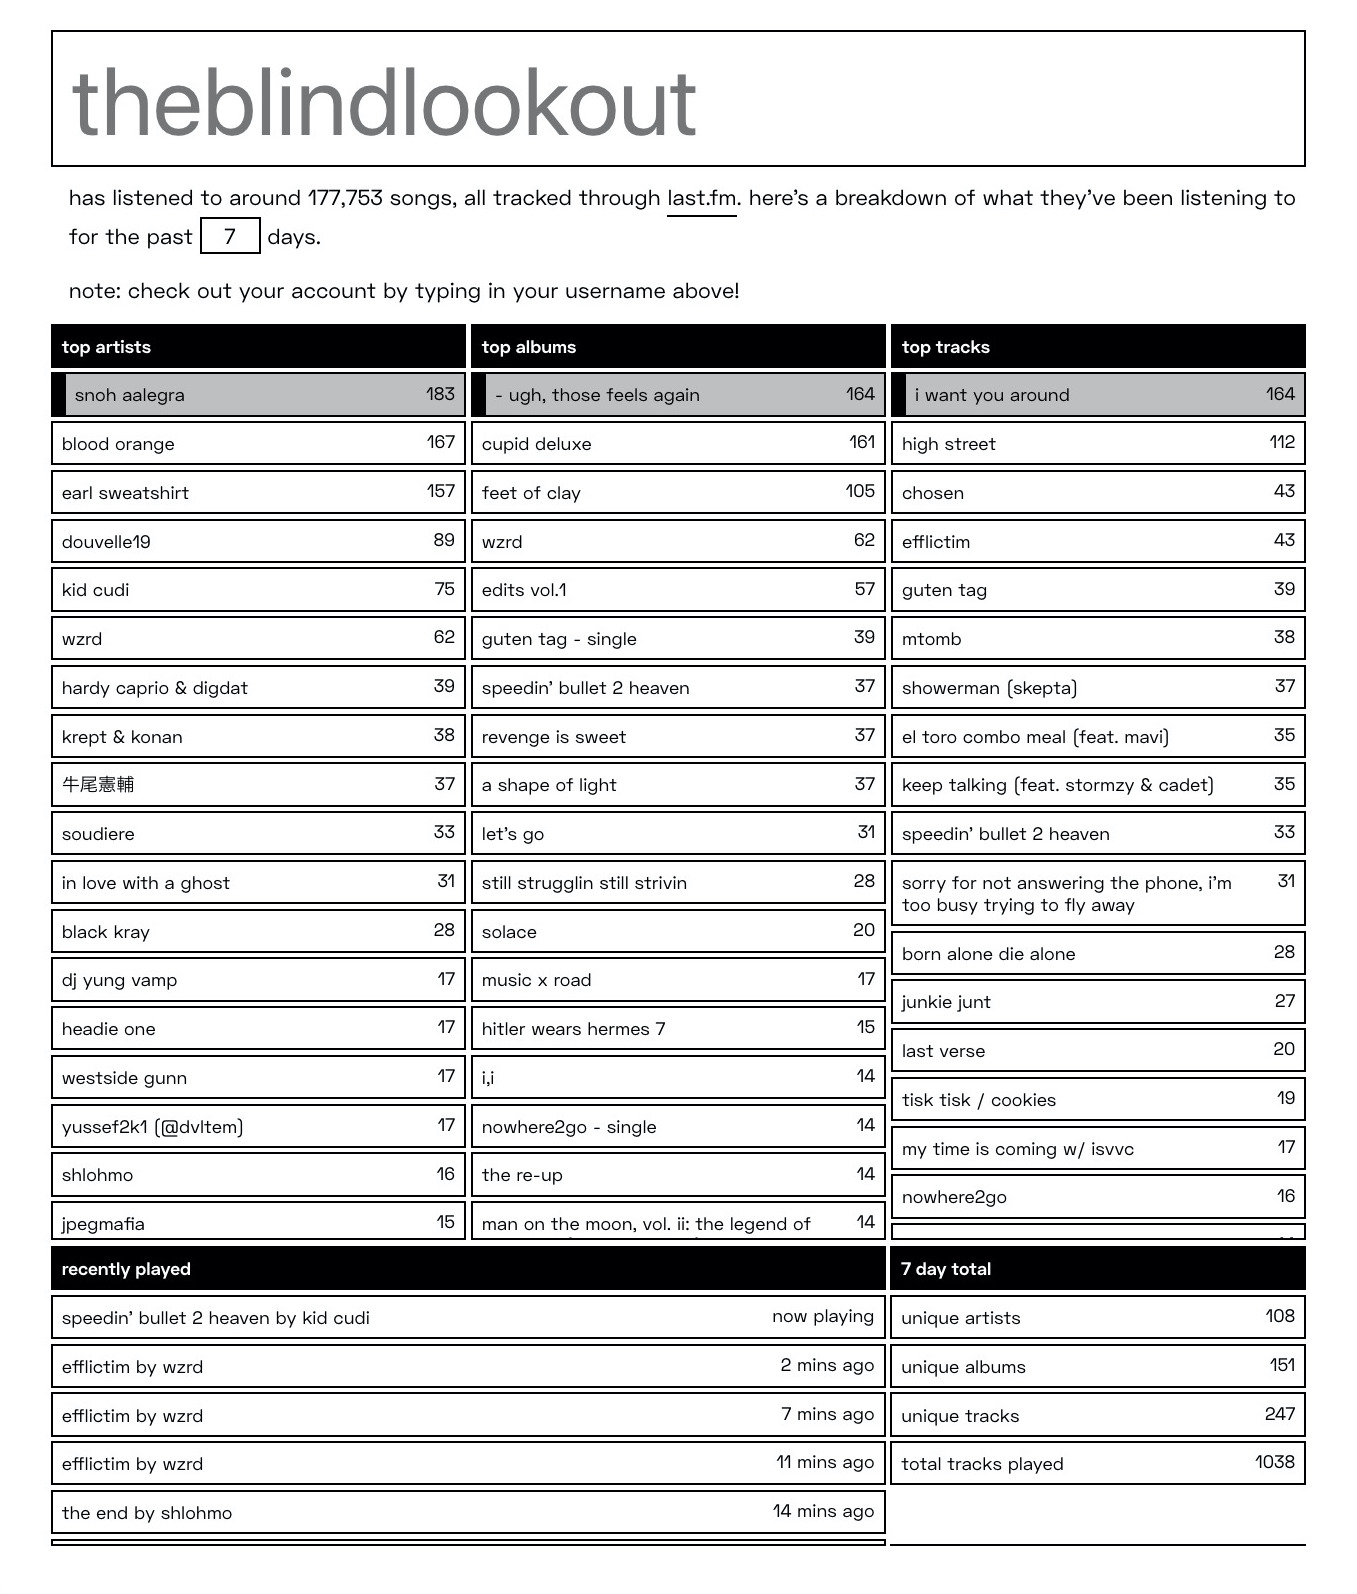 theblindlookout
has listened to around 177,753 songs, all tracked through last.fm. here's a breakdown of what they've been listening to
for the past 7 days.
note: check out your account by typing in your username above!
top artists
snoh aalegra 183
blood orange 167
earl sweatshirt 157
douvelle19 89
kid cudi 75
wzrd 62
hardy caprio & digdat 39
krept & konan 38
牛尾憲輔 37
soudiere 33
in love with a ghost 31
black kray 28
dj yung vamp 17
headie one 17
westside gunn 17
yussef2k1 (@dvltem) 17
shlohmo 16
jpegmafia 15
top albums
- ugh, those feels again 164
cupid deluxe 161
feet of clay 105
wzrd 62
edits vol.1 57
guten tag - single 39
speedin' bullet 2 heaven 37
revenge is sweet 37
a shape of light 37
let's go 31
still strugglin still strivin 28
solace 20
music x road 17
hitler wears hermes 7 15
i,i 14
nowhere2go - single 14
the re-up 14
man on the moon, vol. ii: the legend of 14
top tracks
i want you around 164
high street 112
chosen 43
efflictim 43
guten tag 39
mtomb 38
showerman (skepta) 37
el toro combo meal (feat. mavi) 35
keep talking (feat. stormzy & cadet) 35
speedin' bullet 2 heaven 33
sorry for not answering the phone, i'm 31
too busy trying to fly away
born alone die alone 28
junkie junt 27
last verse 20
tisk tisk / cookies 19
my time is coming w/ isvvc 17
nowhere2go 16
recently played
speedin' bullet 2 heaven by kid cudi now playing
efflictim by wzrd 2 mins ago
efflictim by wzrd 7 mins ago
efflictim by wzrd 11 mins ago
the end by shlohmo 14 mins ago
7 day total
unique artists 108
unique albums 151
unique tracks 247
total tracks played 1038